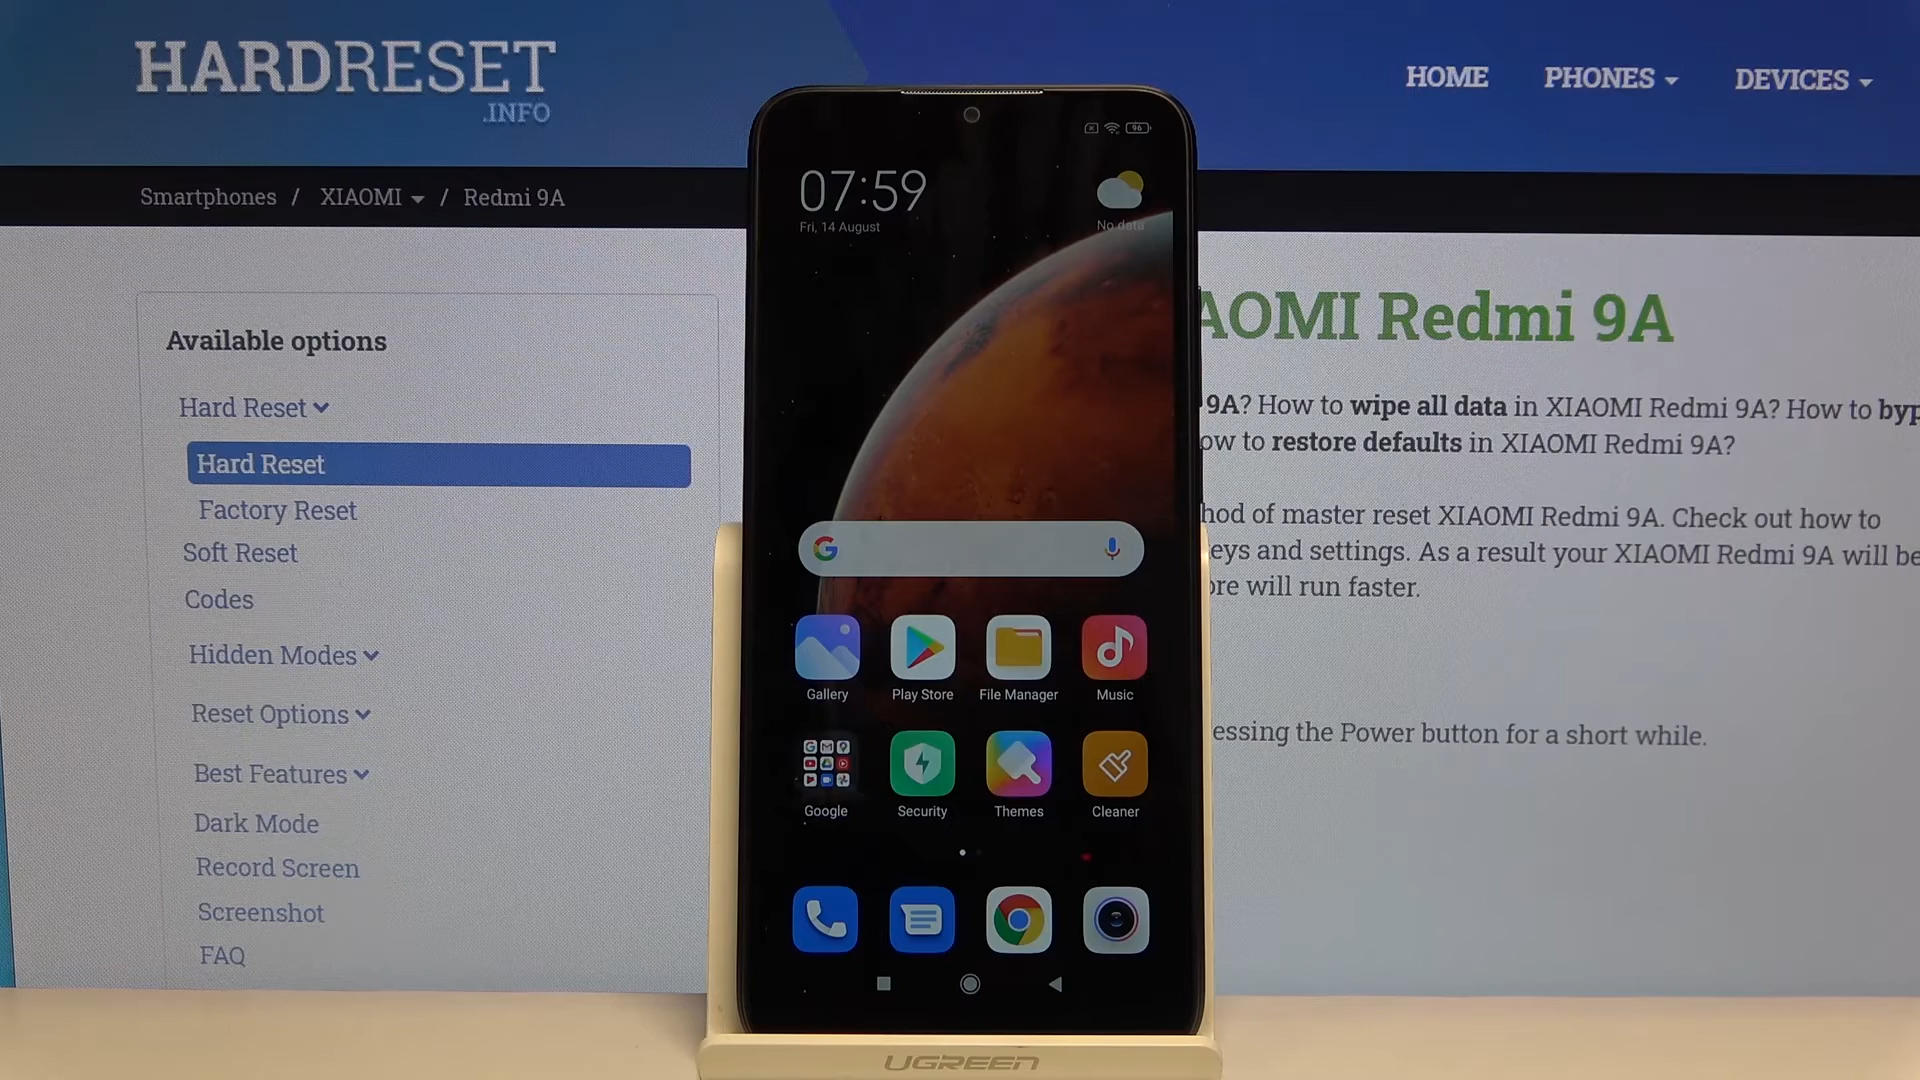 HARDRESET
.INFO
HOME
PHONES
DEVICES
Smartphones / XIAOMI / Redmi 9A
Available options
Hard Reset
Hard Reset
Factory Reset
Soft Reset
Codes
Hidden Modes
Reset Options
Best Features
Dark Mode
Record Screen
Screenshot
FAQ
96
07:59
Fri, 14 August
No data
Gallery
Play Store
File Manager
Music
Google
Security
Themes
Cleaner
UGREEN
AOMI Redmi 9A
9A? How to wipe all data in XIAOMI Redmi 9A? How to byp
ow to restore defaults in XIAOMI Redmi 9A?
hod of master reset XIAOMI Redmi 9A. Check out how to
eys and settings. As a result your XIAOMI Redmi 9A will be
ore will run faster.
essing the Power button for a short while.